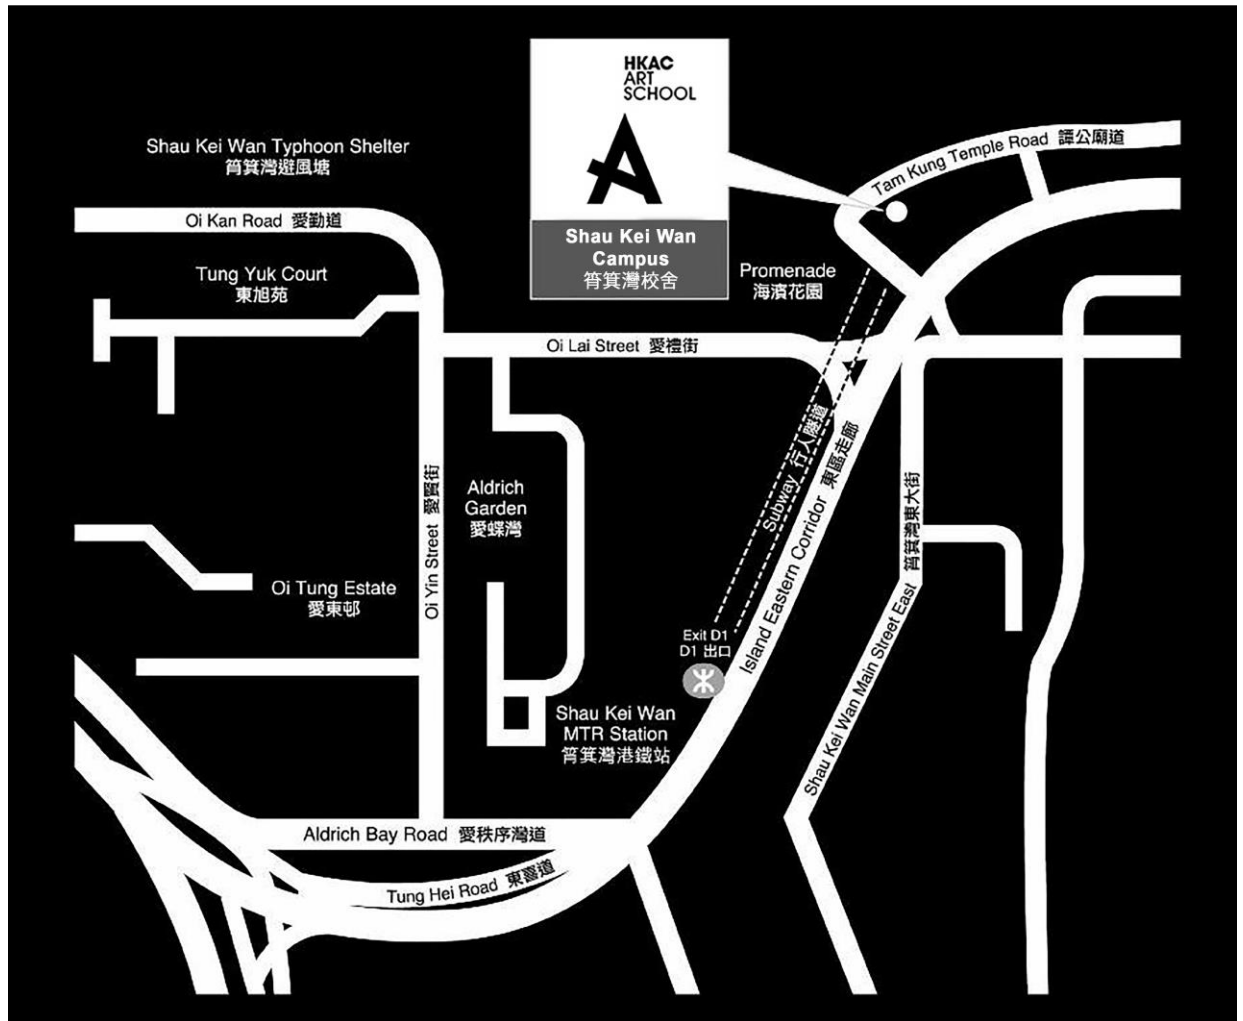 HKAC
ART
SCHOOL
Shau Kei Wan
Campus
筲箕灣校舍
Shau Kei Wan Typhoon Shelter
筲箕灣避風塘
Tam Kung Temple Road 譚公廟道
Oi Kan Road 愛勤道
Tung Yuk Court
東旭苑
Promenade
海濱花園
Oi Lai Street 愛禮街
Subway 行人隧道
Island Eastern Corridor 東區走廊
Shau Kei Wan Main Street East 筲箕灣東大街
Oi Yin Street 愛賢街
Aldrich
Garden
愛蝶灣
Oi Tung Estate
愛東邨
Exit D1
D1 出口
Shau Kei Wan
MTR Station
筲箕灣港鐵站
Aldrich Bay Road 愛秩序灣道
Tung Hei Road 東喜道